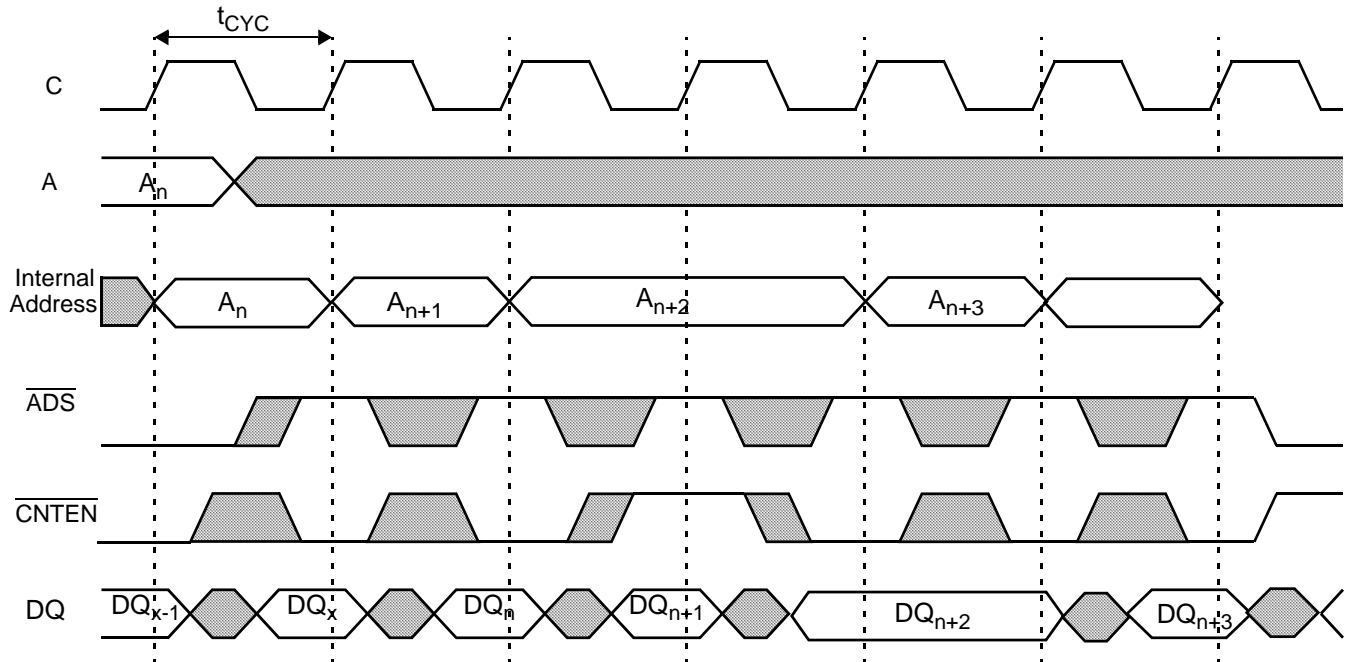 tCYC
C
A
An
Internal
Address
An
An+1
An+2
An+3
ADS
CNTEN
DQ
DQx-1
DQx
DQn
DQn+1
DQn+2
DQn+3